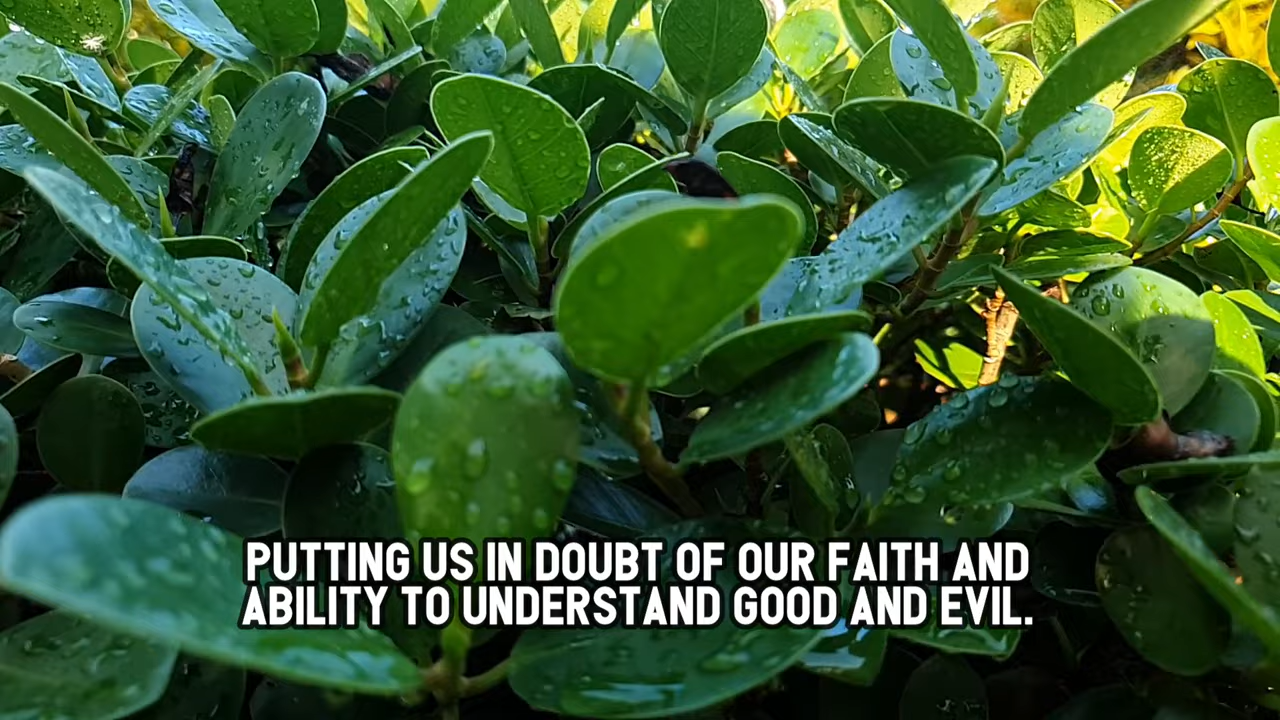 PUTTING US IN DOUBT OF OUR FAITH AND
ABILITY TO UNDERSTAND GOOD AND EVIL.